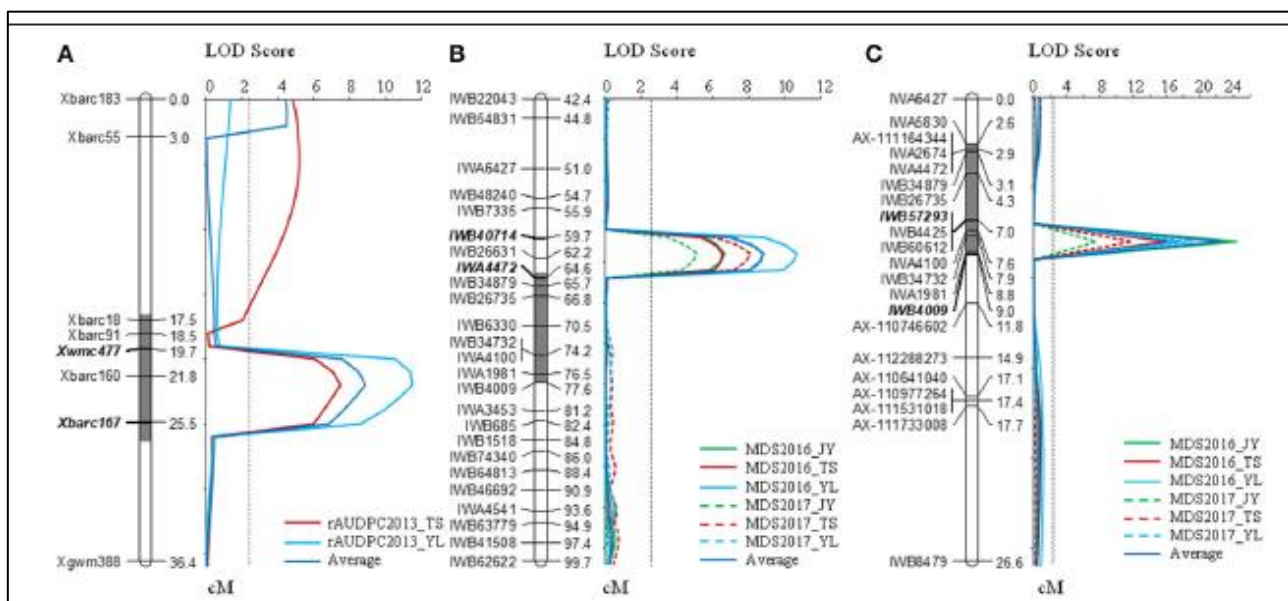 A
LOD Score
0 2 4 6 8 10 12
Xbarc183 0.0
Xbarc55 3.0
Xbarc18 17.5
Xbarc91 18.5
Xwmc477 19.7
Xbarc160 21.8
Xbarc167 25.5
Xgwm388 36.4
rAUDPC2013_TS
rAUDPC2013_YL
Average
cM
B
LOD Score
0 2 4 6 8 10 12
IWB22043 42.4
IWB54831 44.8
IWA6427 51.0
IWB48240 54.7
IWB7335 55.9
IWB40714 59.7
IWB26631 62.2
IWA4472 64.6
IWB34879 65.7
IWB26735 66.8
IWB6330 70.5
IWB34732
IWA4100 74.2
IWA1981 76.5
IWB4009 77.6
IWA3453 81.2
IWB685 82.4
IWB1518 84.8
IWB74340 86.0
IWB64813 88.4
IWB46692 90.9
IWA4541 93.6
IWB63779 94.9
IWB41508 97.4
IWB62622 99.7
MDS2016_JY
MDS2016_TS
MDS2016_YL
MDS2017_JY
MDS2017_TS
MDS2017_YL
Average
cM
C
LOD Score
0 4 8 12 16 20 24
IWA6427 0.0
IWA5830 2.6
AX-111164344
IWA2674 2.9
IWA4472
IWB34879 3.1
IWB26735 4.3
IWB57293
IWB4425 7.0
IWB60612
IWA4100 7.6
IWB34732 7.9
IWA1981 8.8
IWB4009 9.0
AX-110746602 11.8
AX-112288273 14.9
AX-110641040 17.1
AX-110977264
AX-111531018 17.4
AX-111733008 17.7
IWB8479 26.6
MDS2016_JY
MDS2016_TS
MDS2016_YL
MDS2017_JY
MDS2017_TS
MDS2017_YL
Average
cM